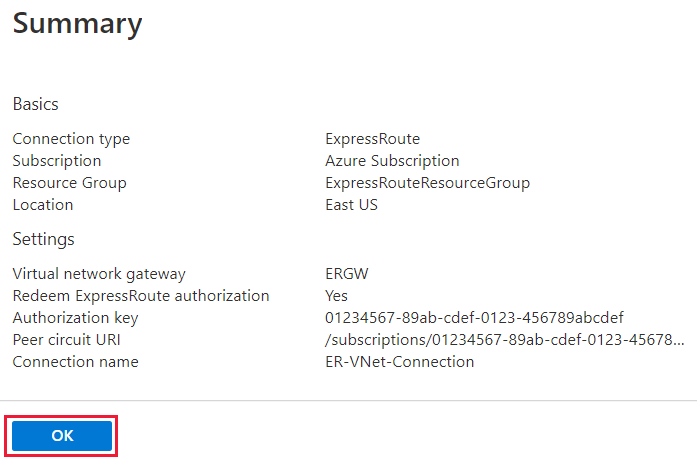 Summary
Basics
Connection type ExpressRoute
Subscription Azure Subscription
Resource Group ExpressRouteResourceGroup
Location East US
Settings
Virtual network gateway ERGW
Redeem ExpressRoute authorization Yes
Authorization key 01234567-89ab-cdef-0123-456789abcdef
Peer circuit URI /subscriptions/01234567-89ab-cdef-0123-45678...
Connection name ER-VNet-Connection
OK